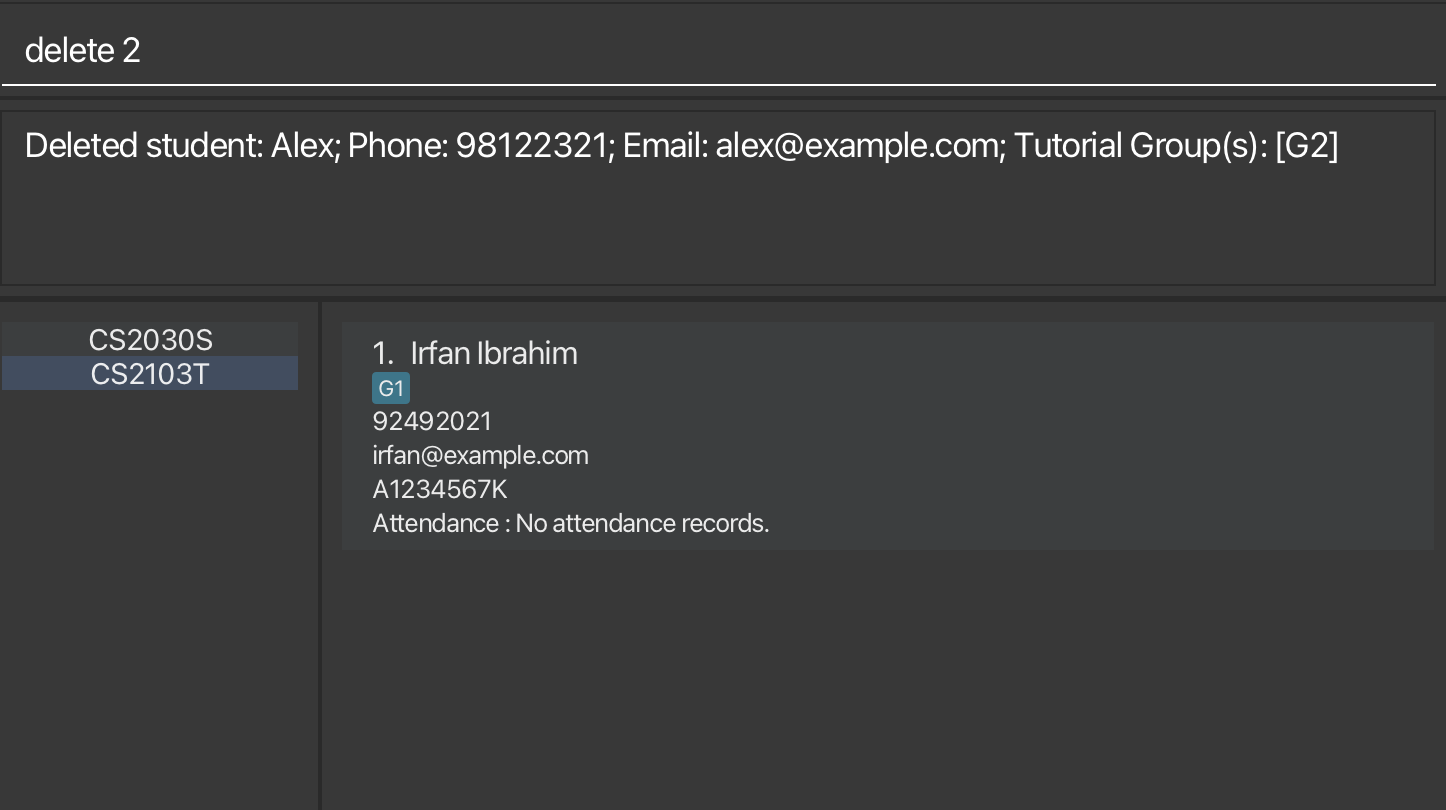 delete 2
Deleted student: Alex; Phone: 98122321; Email: alex@example.com; Tutorial Group(s): [G2]
CS2030S
CS2103T
1. Irfan Ibrahim
G1
92492021
irfan@example.com
A1234567K
Attendance : No attendance records.